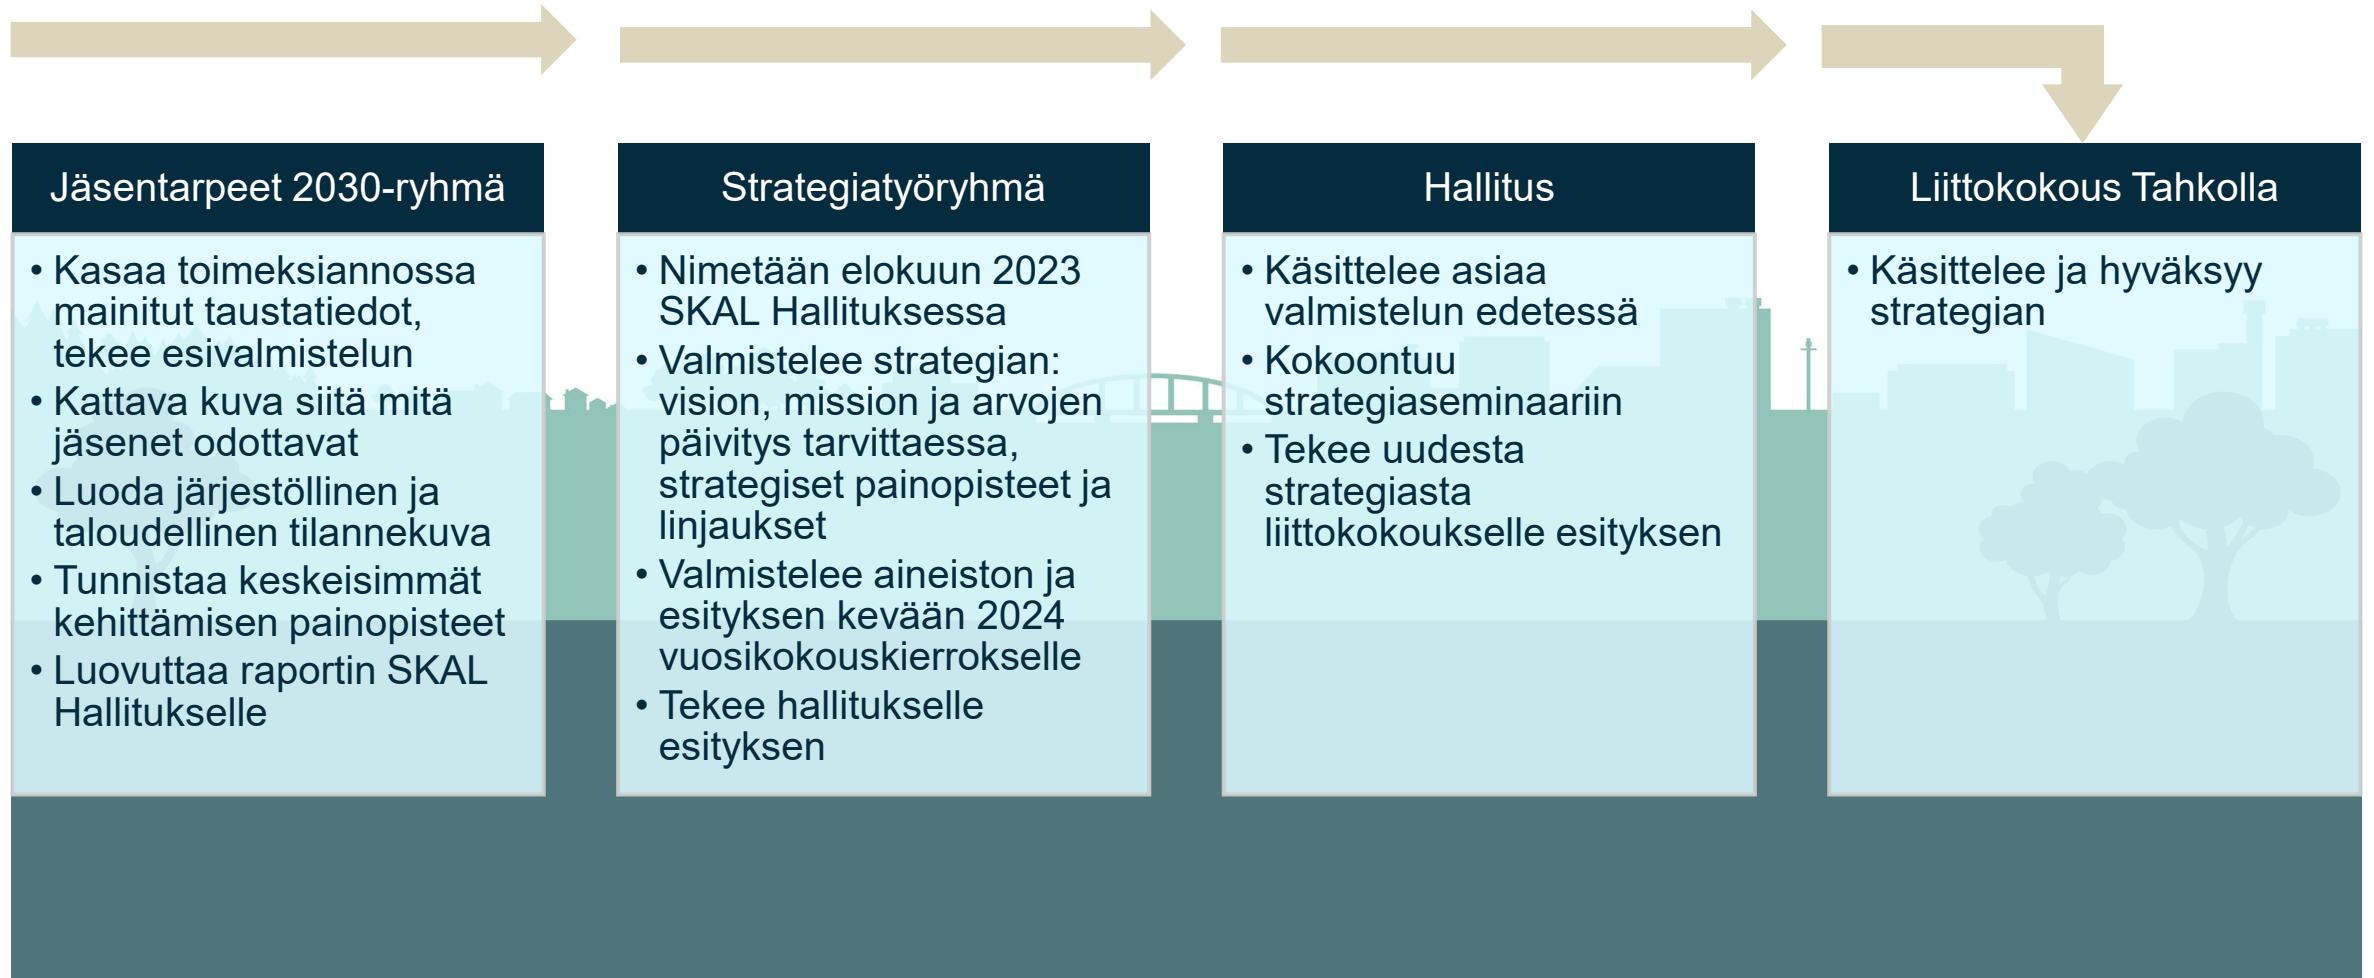 Jäsentarpeet 2030-ryhmä
• Kasaa toimeksiannossa
mainitut taustatiedot,
tekee esivalmistelun
• Kattava kuva siitä mitä
jäsenet odottavat
• Luoda järjestöllinen ja
taloudellinen tilannekuva
• Tunnistaa keskeisimmät
kehittämisen painopisteet
• Luovuttaa raportin SKAL
Hallitukselle
Strategiatyöryhmä
• Nimetään elokuun 2023
SKAL Hallituksessa
• Valmistelee strategian:
vision, mission ja arvojen
päivitys tarvittaessa,
strategiset painopisteet ja
linjaukset
• Valmistelee aineiston ja
esityksen kevään 2024
vuosikokouskierrokselle
• Tekee hallitukselle
esityksen
Hallitus
• Käsittelee asiaa
valmistelun edetessä
• Kokoontuu
strategiaseminaariin
• Tekee uudesta
strategiasta
liittokokoukselle esityksen
Liittokokous Tahkolla
• Käsittelee ja hyväksyy
strategian